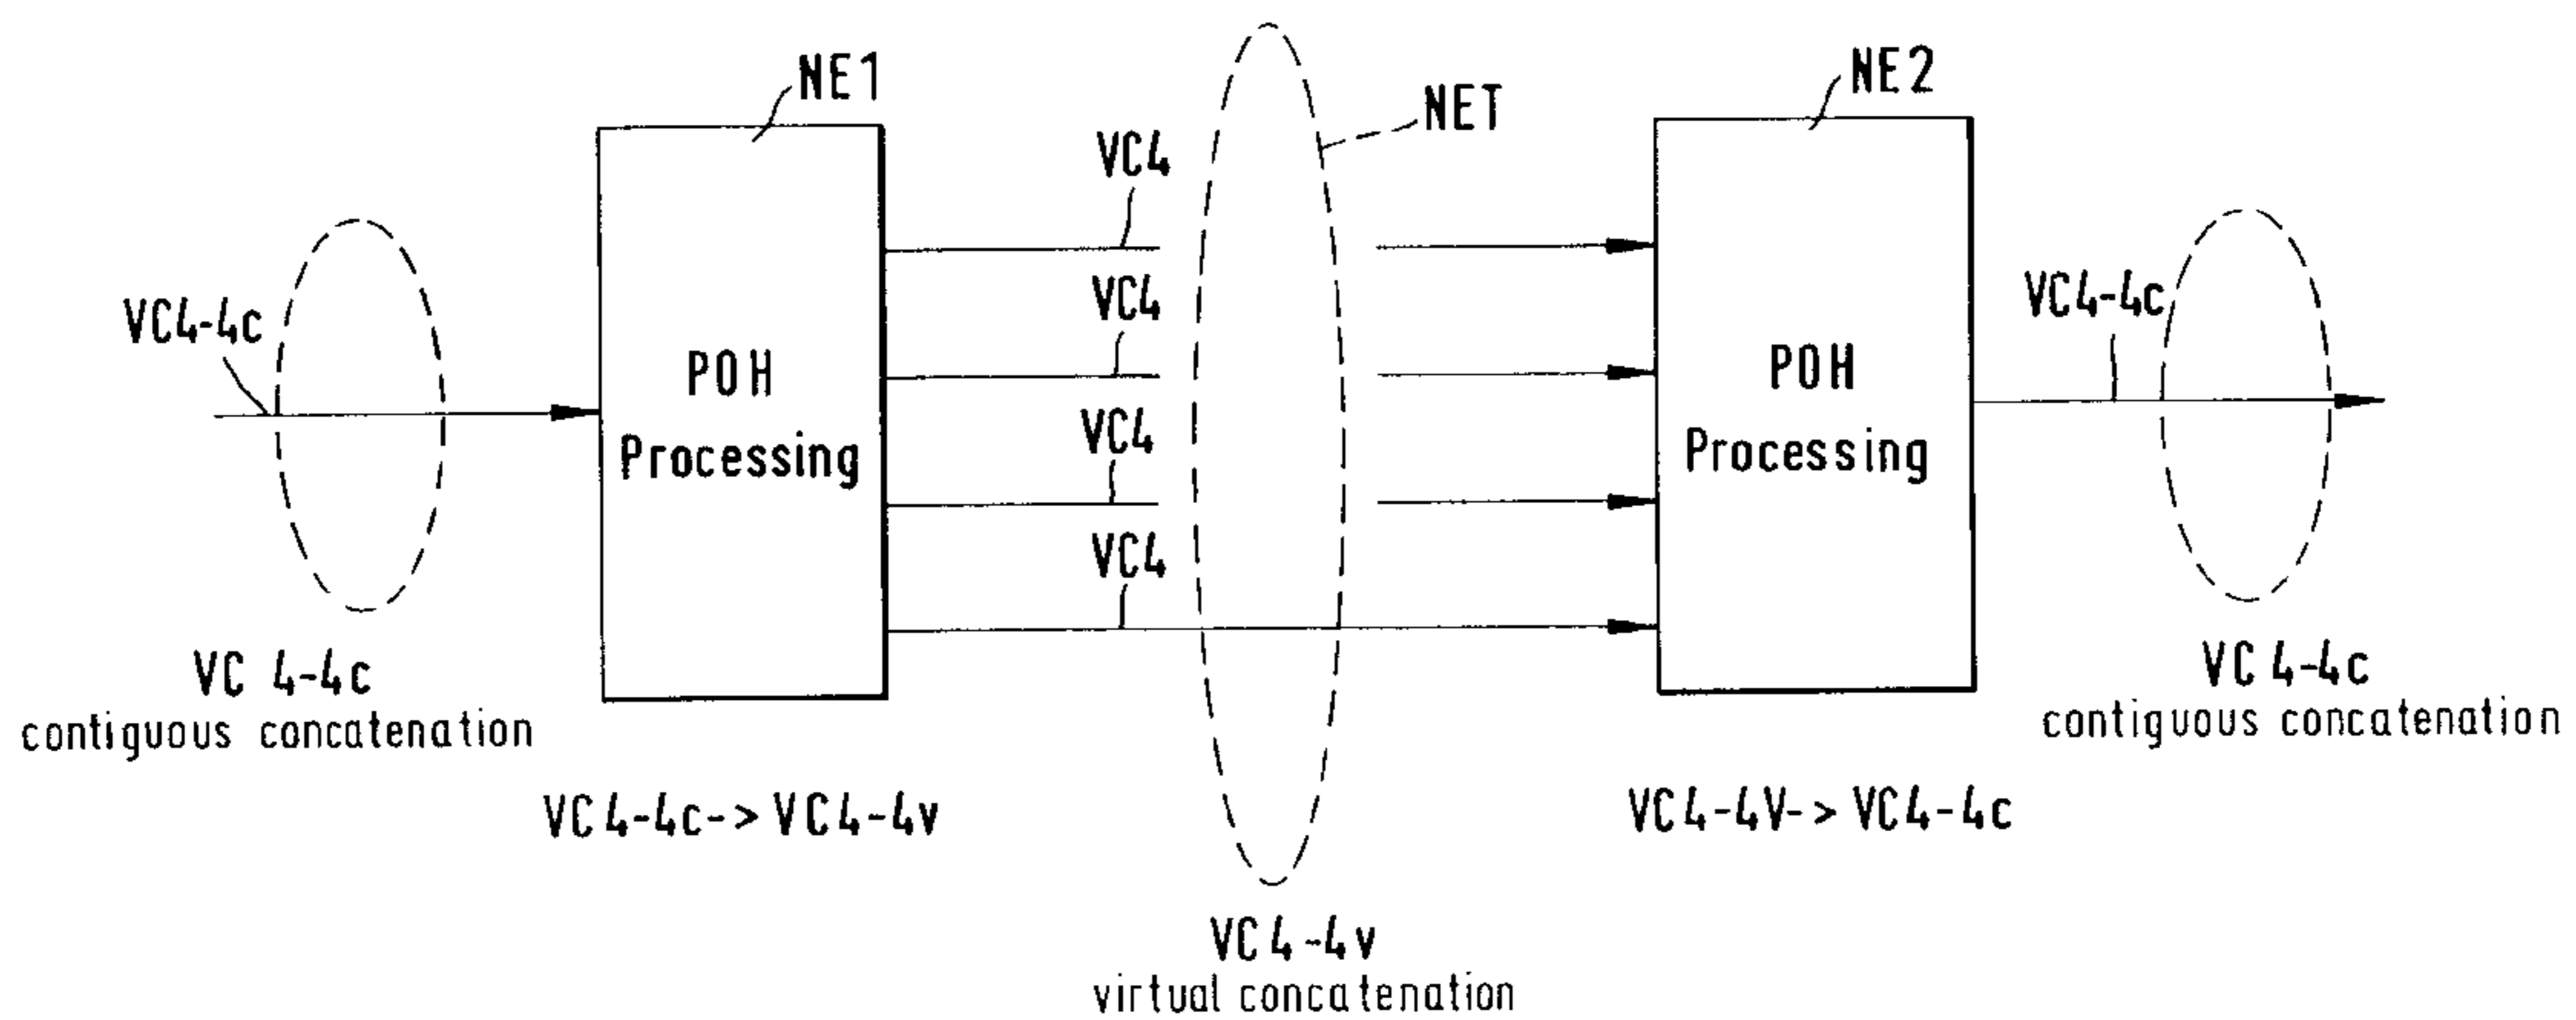 NE1
NE2
NET
VC4
VC4
VC4-4c
VC4-4c
POH
Processing
POH
Processing
VC4
VC4
VC 4-4c
contiguous concatenation
VC 4-4c
contiguous concatenation
VC4-4c-> VC4-4v
VC4-4V-> VC4-4c
VC4-4v
virtual concatenation